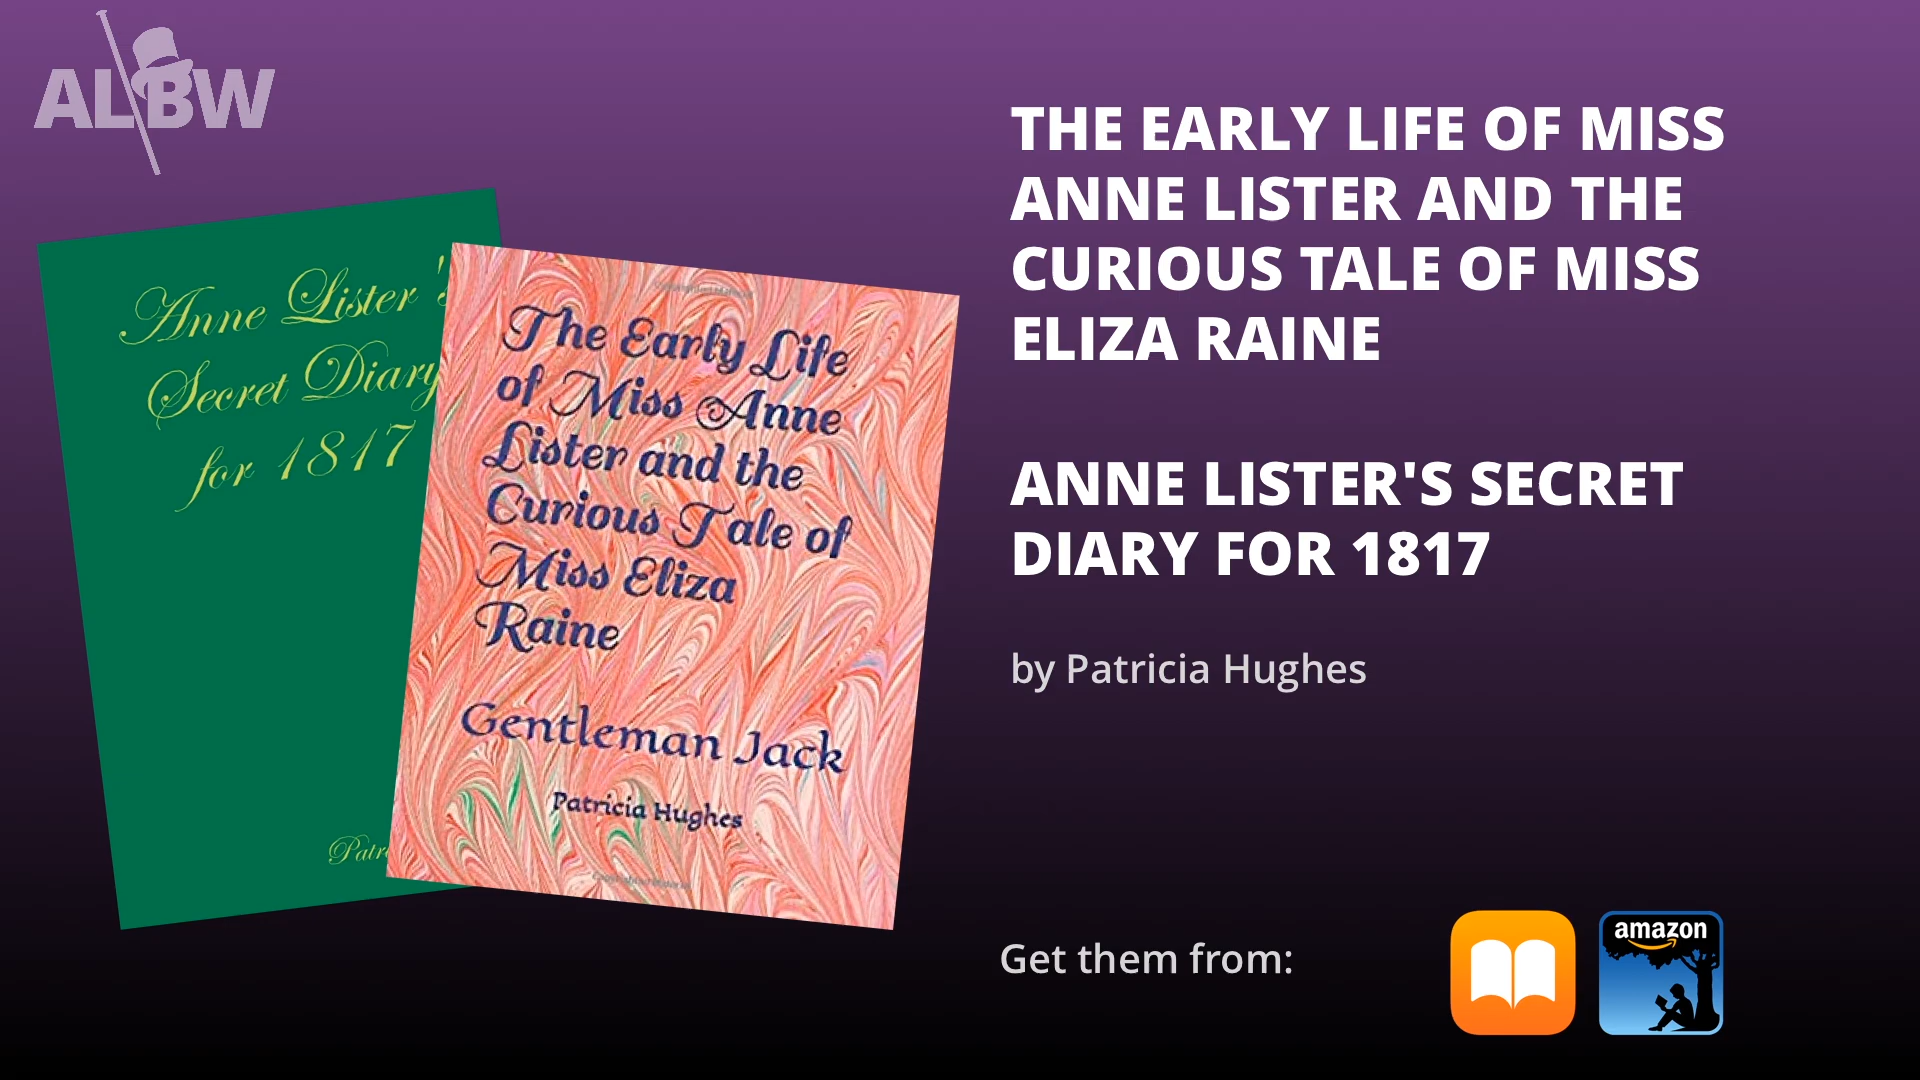 ALBW
Anne Lister's
Secret Diary
for 1817
The Early Life
of Miss Anne
Lister and the
Curious Tale of
Miss Eliza
Raine
Gentleman Jack
Patricia Hughes
THE EARLY LIFE OF MISS
ANNE LISTER AND THE
CURIOUS TALE OF MISS
ELIZA RAINE
ANNE LISTER'S SECRET
DIARY FOR 1817
by Patricia Hughes
Get them from:
amazon